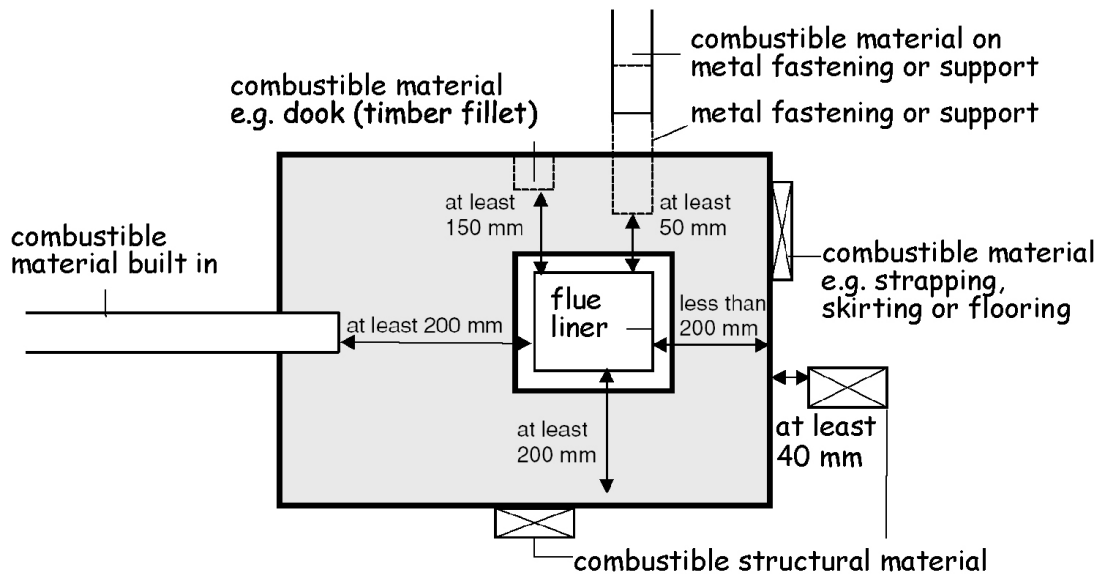 combustible material on
metal fastening or support
combustible material
e.g. dook (timber fillet)
metal fastening or support
at least
150 mm
at least
50 mm
combustible
material built in
combustible material
e.g. strapping,
skirting or flooring
flue
liner
less than
200 mm
at least 200 mm
at least
200 mm
at least
40 mm
combustible structural material